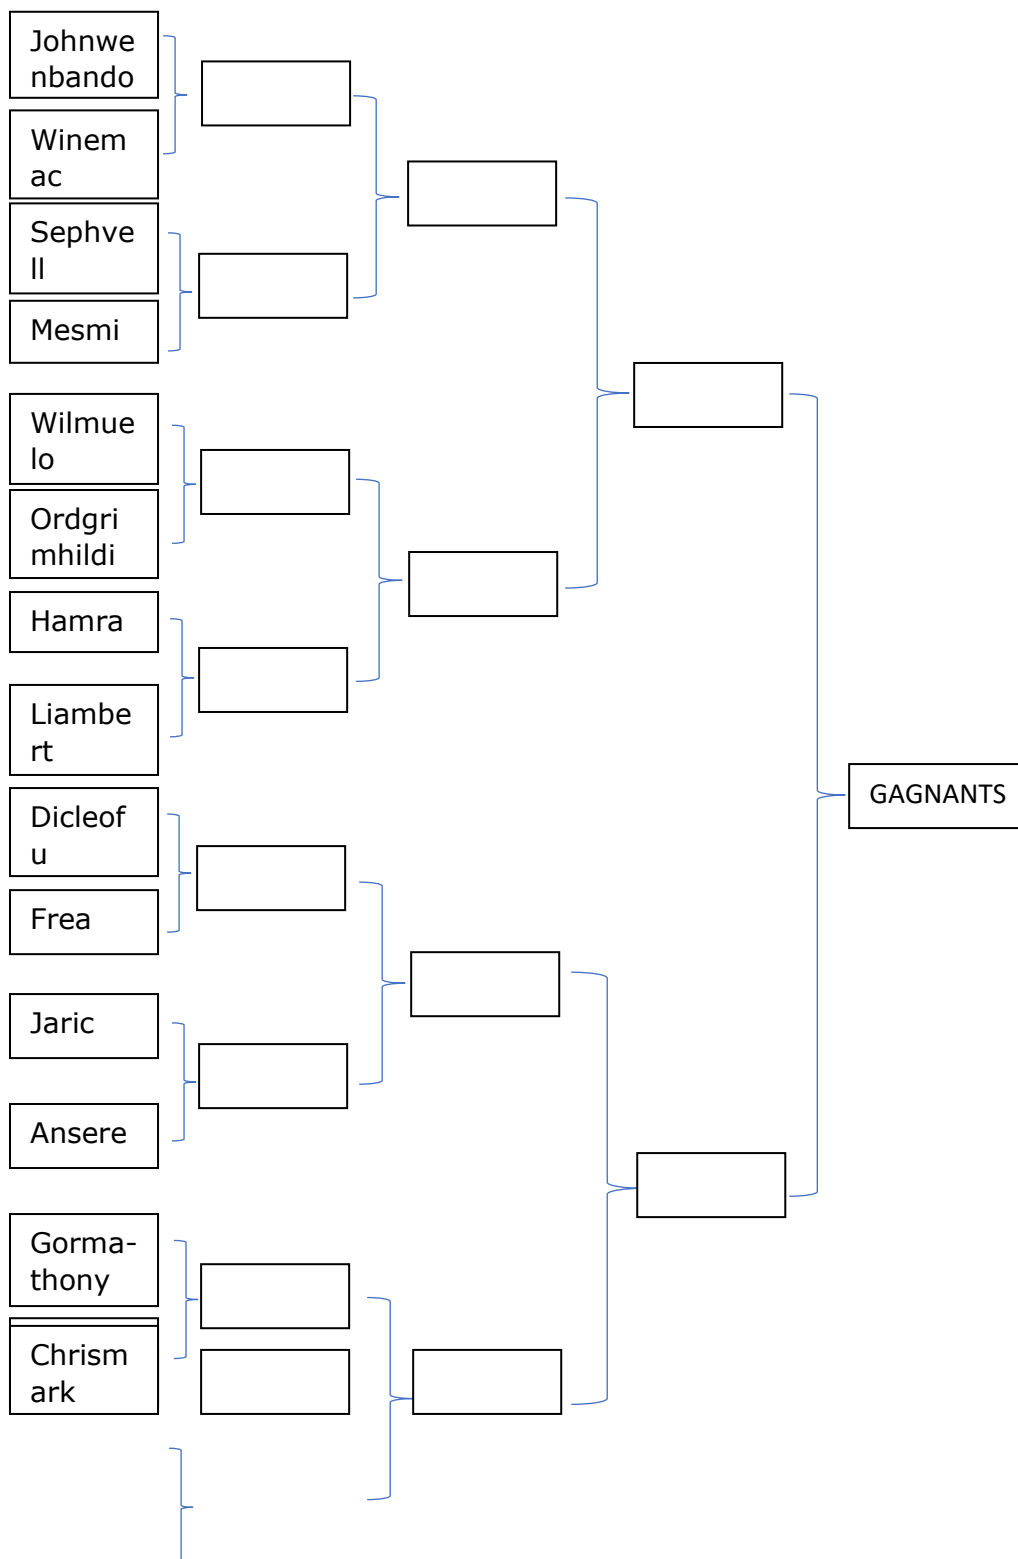 Johnwe
nbando
Winem
ac
Sephve
ll
Mesmi
Wilmue
lo
Ordgri
mhildi
Hamra
Liambe
rt
GAGNANTS
Dicleof
u
Frea
Jaric
Ansere
Gorma-
thony
Chrism
ark